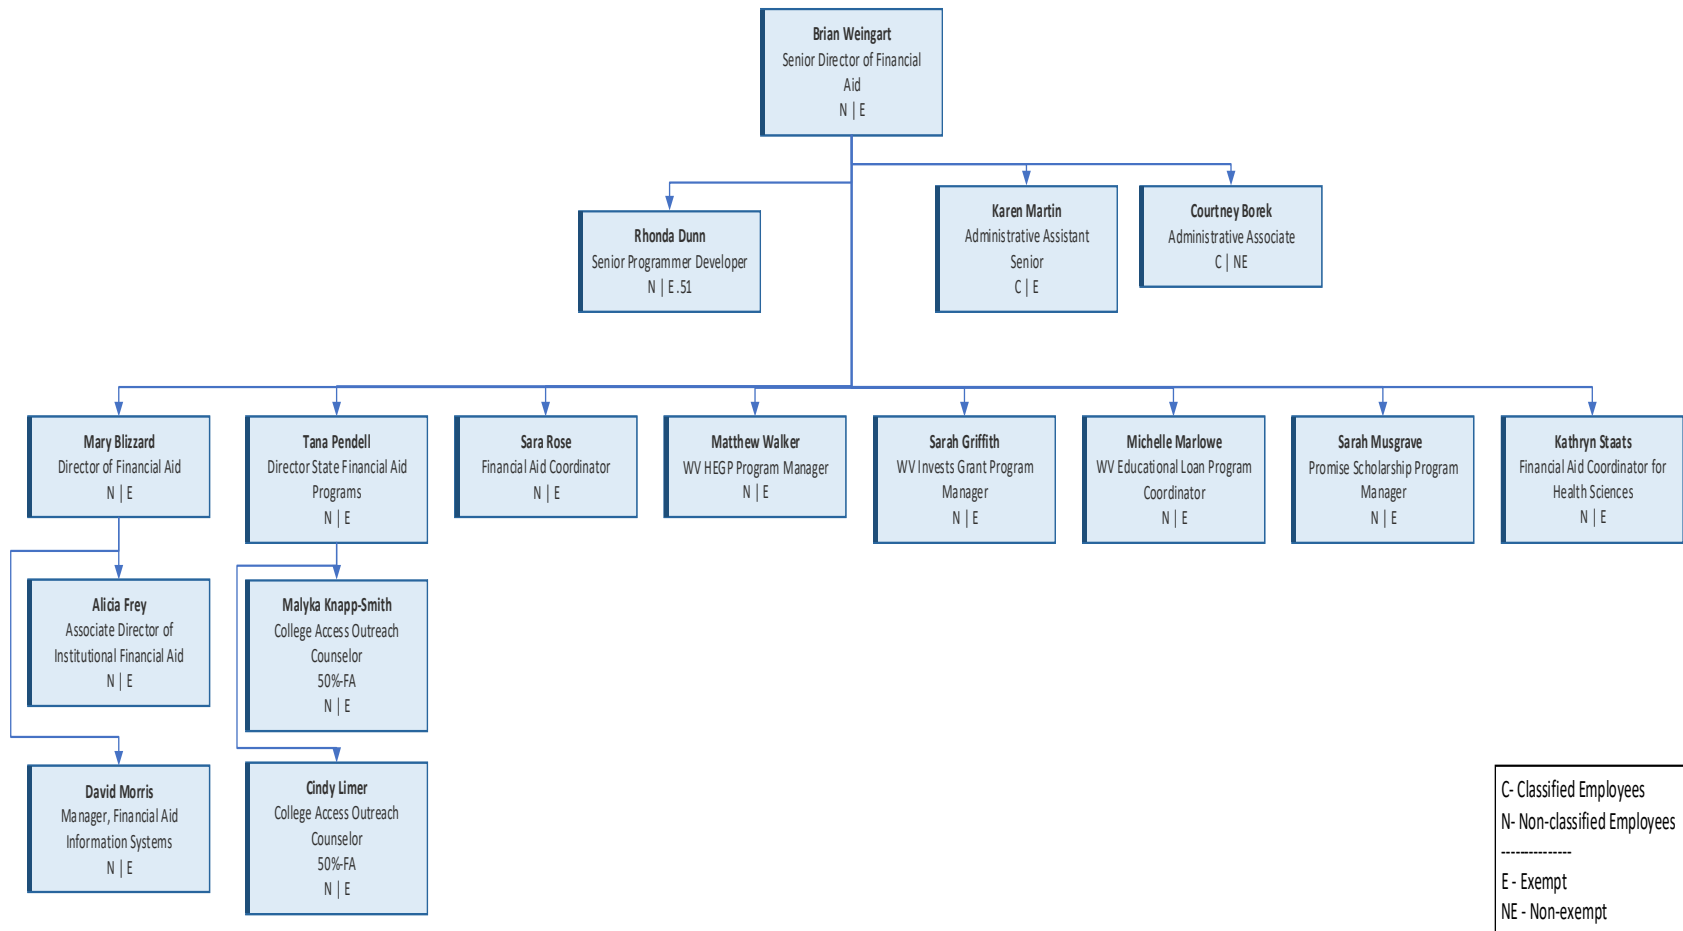 Brian Weingart
Senior Director of Financial
Aid
N | E
Rhonda Dunn
Senior Programmer Developer
N | E .51
Karen Martin
Administrative Assistant
Senior
C | E
Courtney Borek
Administrative Associate
C | NE
Mary Blizzard
Director of Financial Aid
N | E
Tana Pendell
Director State Financial Aid
Programs
N | E
Sara Rose
Financial Aid Coordinator
N | E
Matthew Walker
WV HEGP Program Manager
N | E
Sarah Griffith
WV Invests Grant Program
Manager
N | E
Michelle Marlowe
WV Educational Loan Program
Coordinator
N | E
Sarah Musgrave
Promise Scholarship Program
Manager
N | E
Kathryn Staats
Financial Aid Coordinator for
Health Sciences
N | E
Alicia Frey
Associate Director of
Institutional Financial Aid
N | E
Malyka Knapp-Smith
College Access Outreach
Counselor
50%-FA
N | E
David Morris
Manager, Financial Aid
Information Systems
N | E
Cindy Limer
College Access Outreach
Counselor
50%-FA
N | E
C- Classified Employees
N- Non-classified Employees
---------------
E - Exempt
NE - Non-exempt